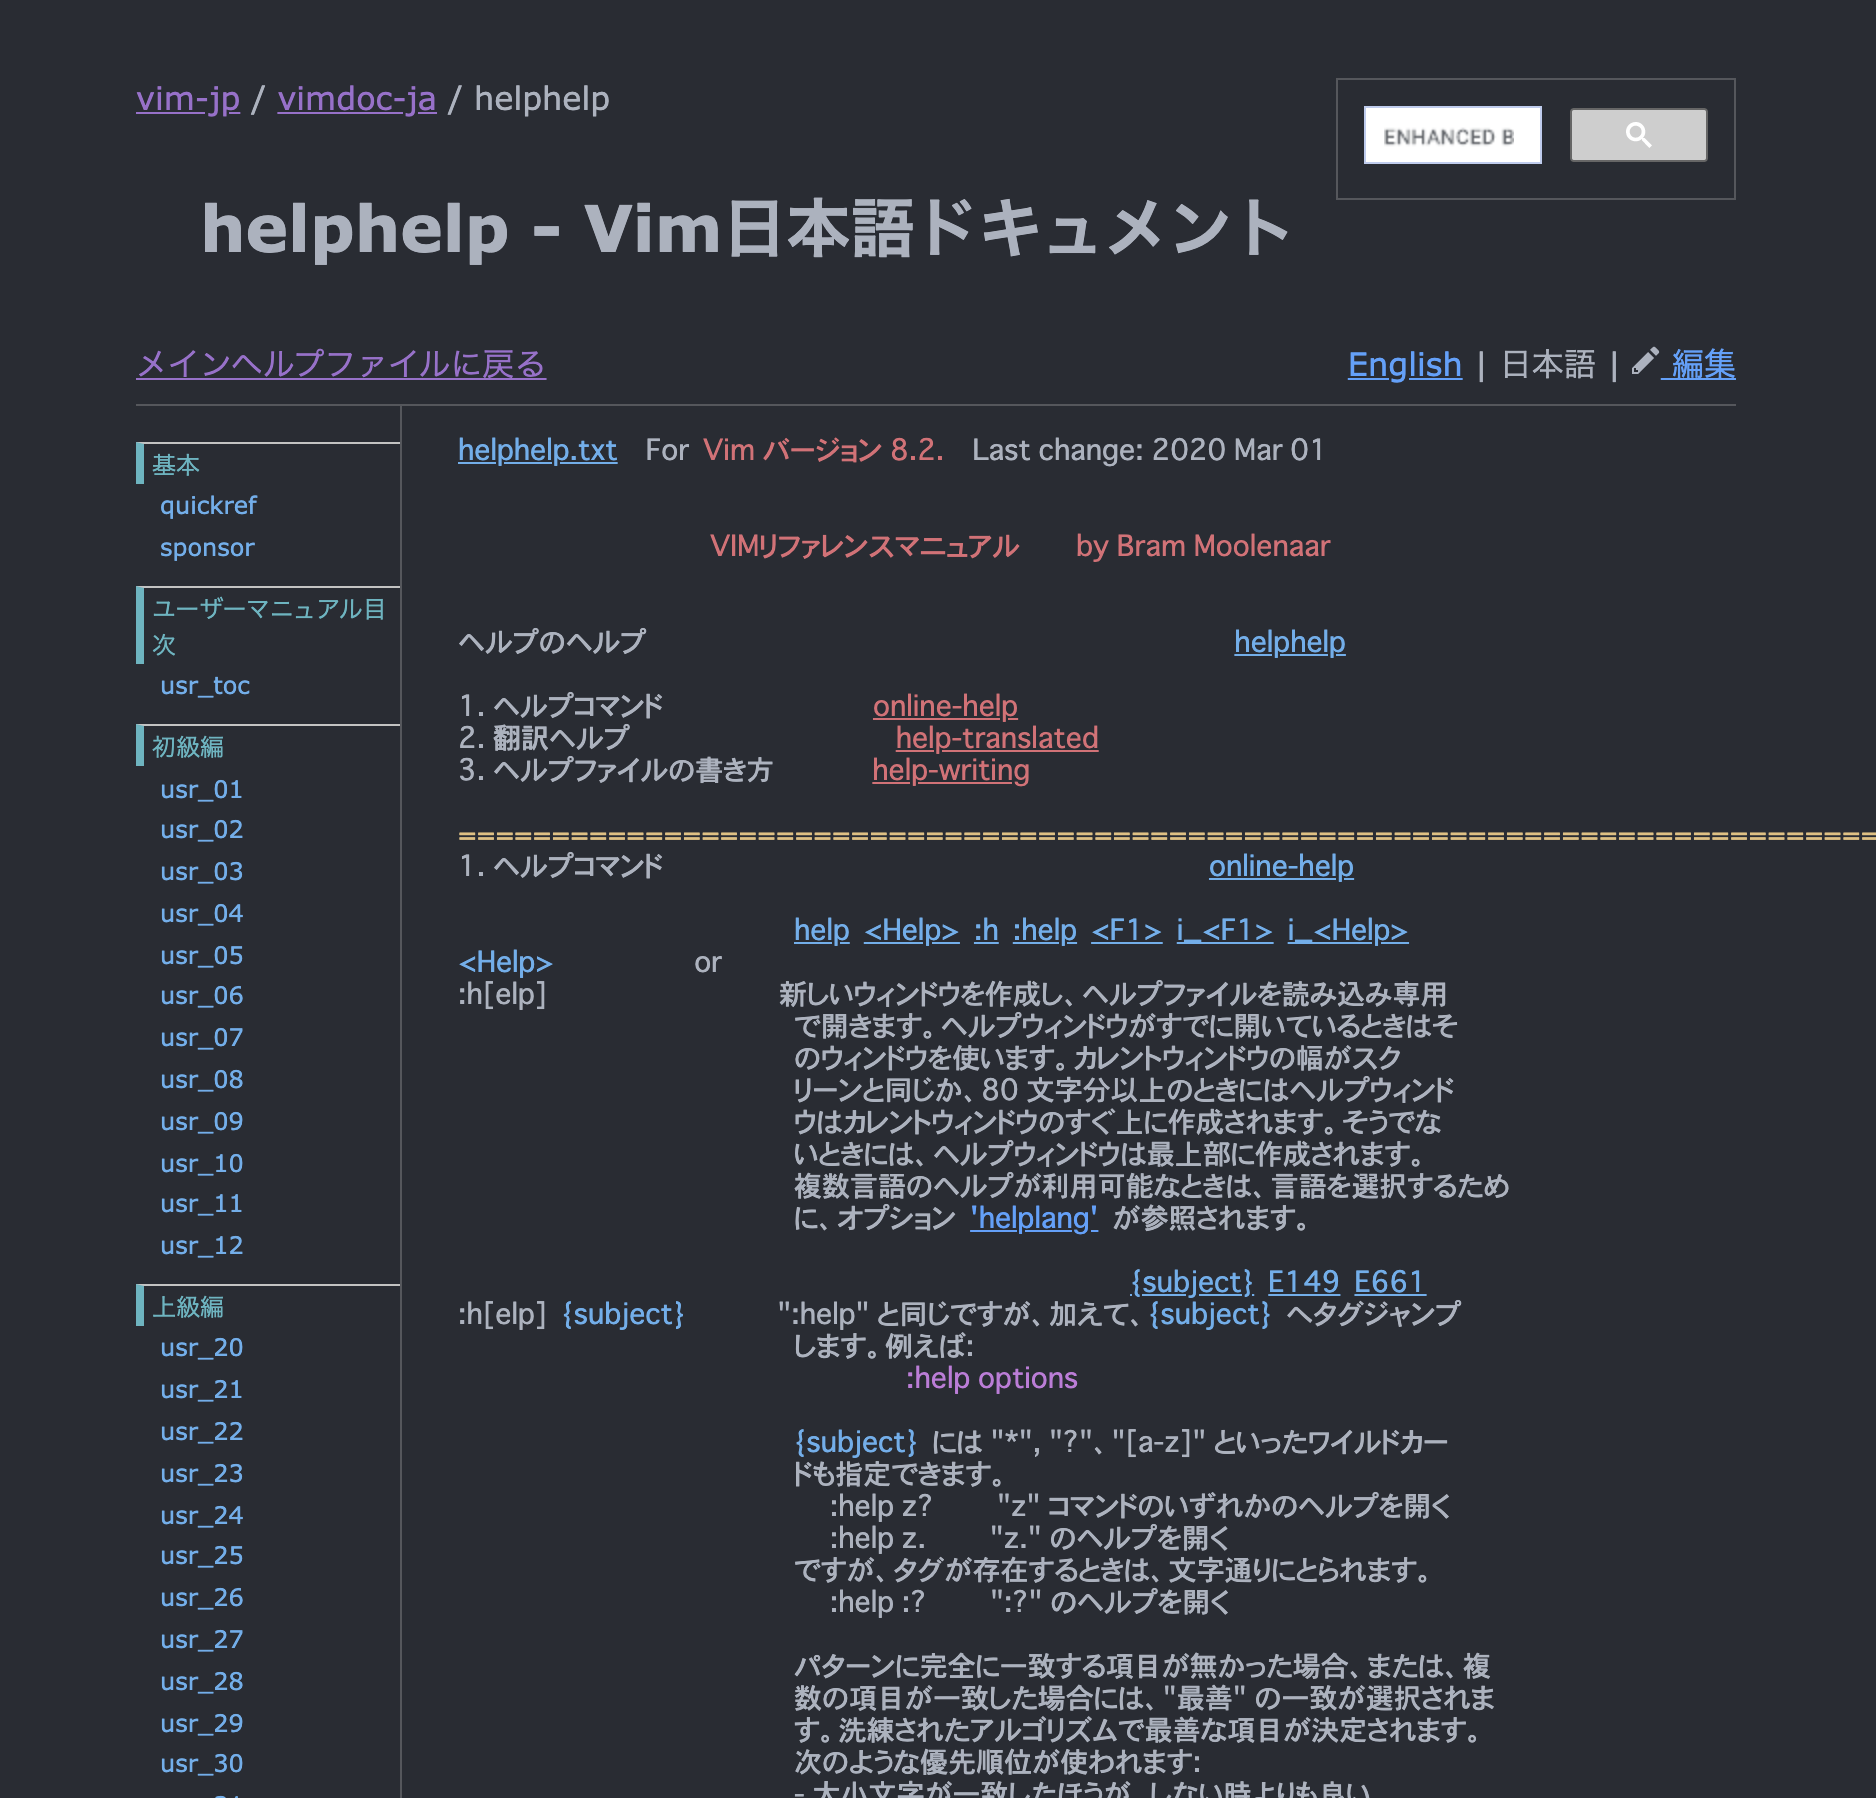 vim-jp / vimdoc-ja / helphelp
ENHANCED B
helphelp - Vim日本語ドキュメント
メインヘルプファイルに戻る
English | 日本語 | 編集
基本
quickref
sponsor
ユーザーマニュアル目
次
usr_toc
初級編
usr_01
usr_02
usr_03
usr_04
usr_05
usr_06
usr_07
usr_08
usr_09
usr_10
usr_11
usr_12
上級編
usr_20
usr_21
usr_22
usr_23
usr_24
usr_25
usr_26
usr_27
usr_28
usr_29
usr_30
helphelp.txt For Vim バージョン 8.2. Last change: 2020 Mar 01
VIMリファレンスマニュアル by Bram Moolenaar
ヘルプのヘルプ helphelp
1. ヘルプコマンド online-help
2. 翻訳ヘルプ help-translated
3. ヘルプファイルの書き方 help-writing
==============================================================================
1. ヘルプコマンド online-help
help <Help> :h :help <F1> i_<F1> i_<Help>
<Help> or
:h[elp] 新しいウィンドウを作成し、ヘルプファイルを読み込み専用
で開きます。ヘルプウィンドウがすでに開いているときはそ
のウィンドウを使います。カレントウィンドウの幅がスク
リーンと同じか、80 文字分以上のときにはヘルプウィンド
ウはカレントウィンドウのすぐ上に作成されます。そうでな
いときには、ヘルプウィンドウは最上部に作成されます。
複数言語のヘルプが利用可能なときは、言語を選択するため
に、オプション 'helplang' が参照されます。
{subject} E149 E661
:h[elp] {subject} ":help" と同じですが、加えて、{subject} へタグジャンプ
します。例えば:
:help options
{subject} には "*", "?"、"[a-z]" といったワイルドカー
ドも指定できます。
:help z? "z" コマンドのいずれかのヘルプを開く
:help z. "z." のヘルプを開く
ですが、タグが存在するときは、文字通りにとられます。
:help :? ":?" のヘルプを開く
パターンに完全に一致する項目が無かった場合、または、複
数の項目が一致した場合には、"最善" の一致が選択されま
す。洗練されたアルゴリズムで最善な項目が決定されます。
次のような優先順位が使われます:
- 大小文字が一致したほうが、しない時よりも良い